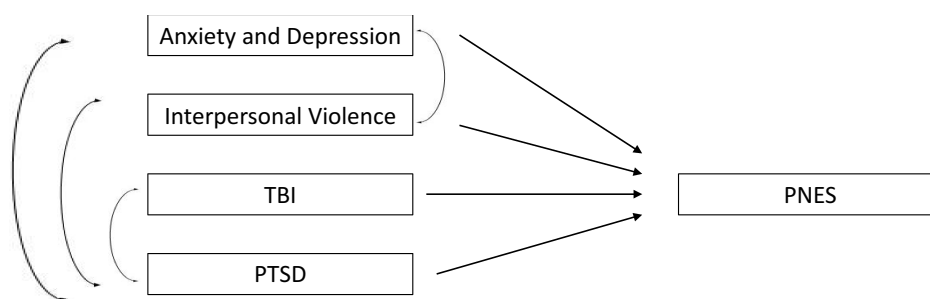 Anxiety and Depression
Interpersonal Violence
TBI
PNES
PTSD